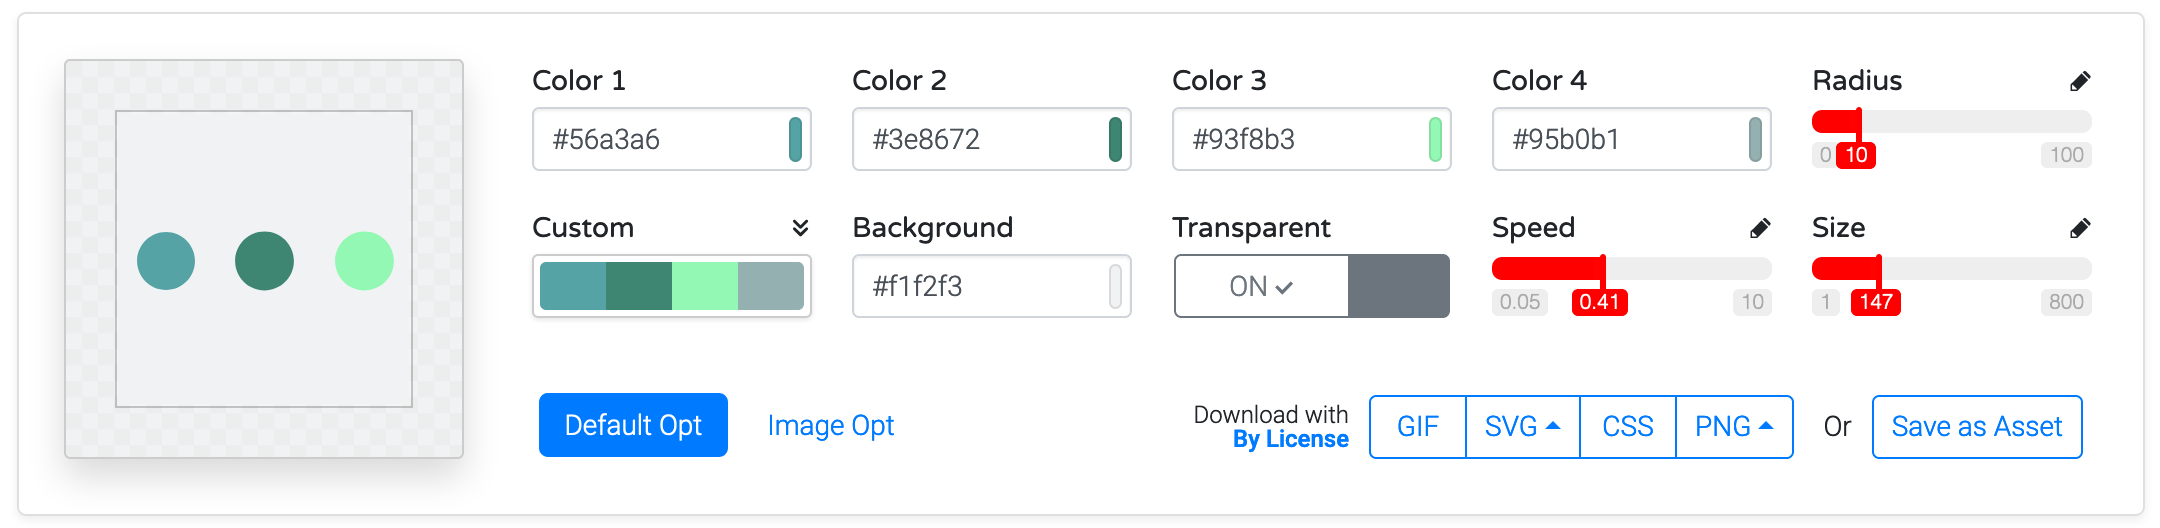 Color 1
Color 2
Color 3
Color 4
Radius
#56a3a6
#3e8672
#93f8b3
#95b0b1
0 10 100
Custom
Background
Transparent
Speed
Size
#f1f2f3
ON
0.05 0.41 10
1 147 800
Default Opt
Image Opt
Download with
By License
GIF
SVG
CSS
PNG
Or
Save as Asset